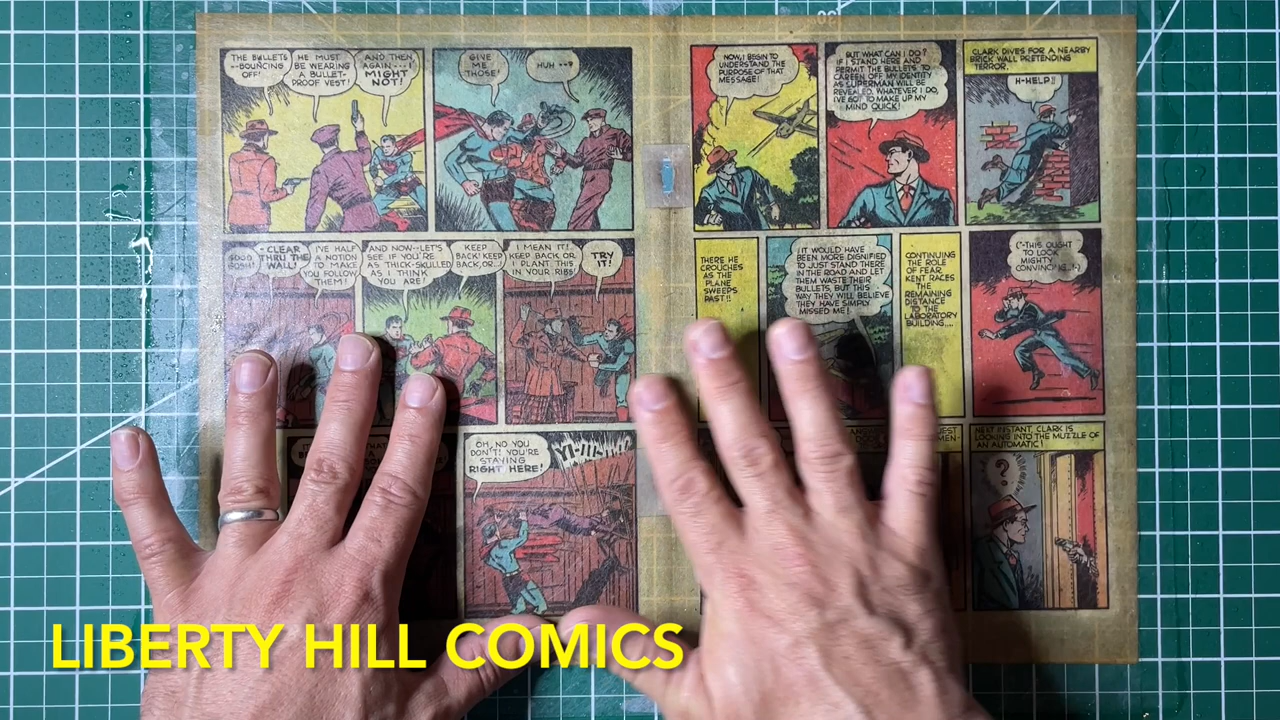 THE BULLETS
--BOUNCING
OFF!
HE MUST
BE WEARING
A BULLET-
PROOF VEST!
AND THEN
AGAIN---I
MIGHT
NOT!
GIVE
ME
THOSE!
HUH --?
GOOD
GOSH!
-CLEAR
THRU THE
WALL!
I'VE HALF
A NOTION
TO MAKE
YOU FOLLOW
THEM!
AND NOW--LET'S
SEE IF YOU'RE
AS THICK-SKULLED
AS I THINK
YOU ARE!
KEEP
BACK! KEEP
BACK, OR--
I MEAN IT!
KEEP BACK OR
I PLANT THIS
IN YOUR RIBS!
TRY
IT!
OH, NO YOU
DON'T! YOU'RE
STAYING
RIGHT HERE!
NOW, I BEGIN TO
UNDERSTAND THE
PURPOSE OF THAT
MESSAGE!
BUT WHAT CAN I DO?
IF I STAND HERE AND
PERMIT THE BULLETS TO
CAREEN OFF MY IDENTITY
AS SUPERMAN WILL BE
REVEALED. WHATEVER I DO,
I'VE GOT TO MAKE UP MY
MIND QUICK!
CLARK DIVES FOR A NEARBY
BRICK WALL PRETENDING
TERROR.
H-HELP!!
THERE HE
CROUCHES
AS THE
PLANE
SWEEPS
PAST!!
IT WOULD HAVE
BEEN MORE DIGNIFIED
TO JUST STAND THERE
IN THE ROAD AND LET
THEM WASTE THEIR
BULLETS, BUT THIS
WAY THEY WILL BELIEVE
THEY HAVE SIMPLY
MISSED ME!
CONTINUING
THE ROLE
OF FEAR,
KENT RACES
THE
REMAINING
DISTANCE
TO THE
LABORATORY
BUILDING....
(-THIS OUGHT
TO LOOK
MIGHTY
CONVINCING..!-)
NEXT INSTANT, CLARK IS
LOOKING INTO THE MUZZLE OF
AN AUTOMATIC!
?
LIBERTY HILL COMICS